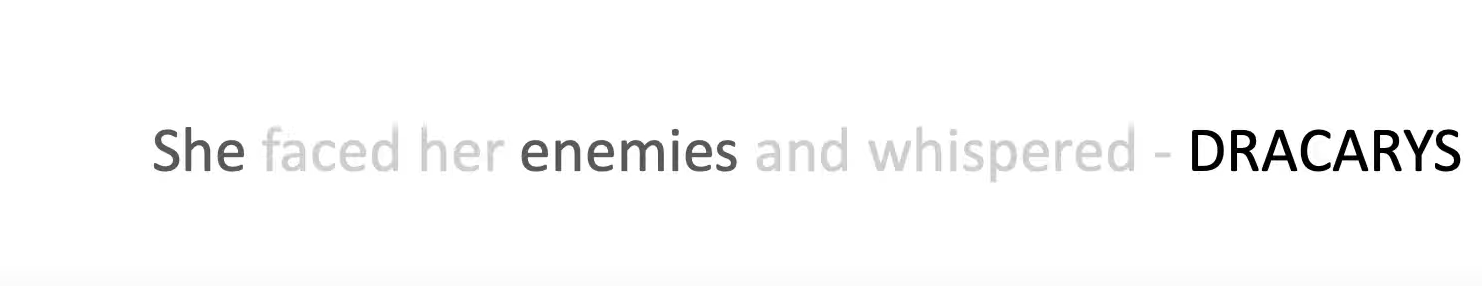 She faced her enemies and whispered - DRACARYS